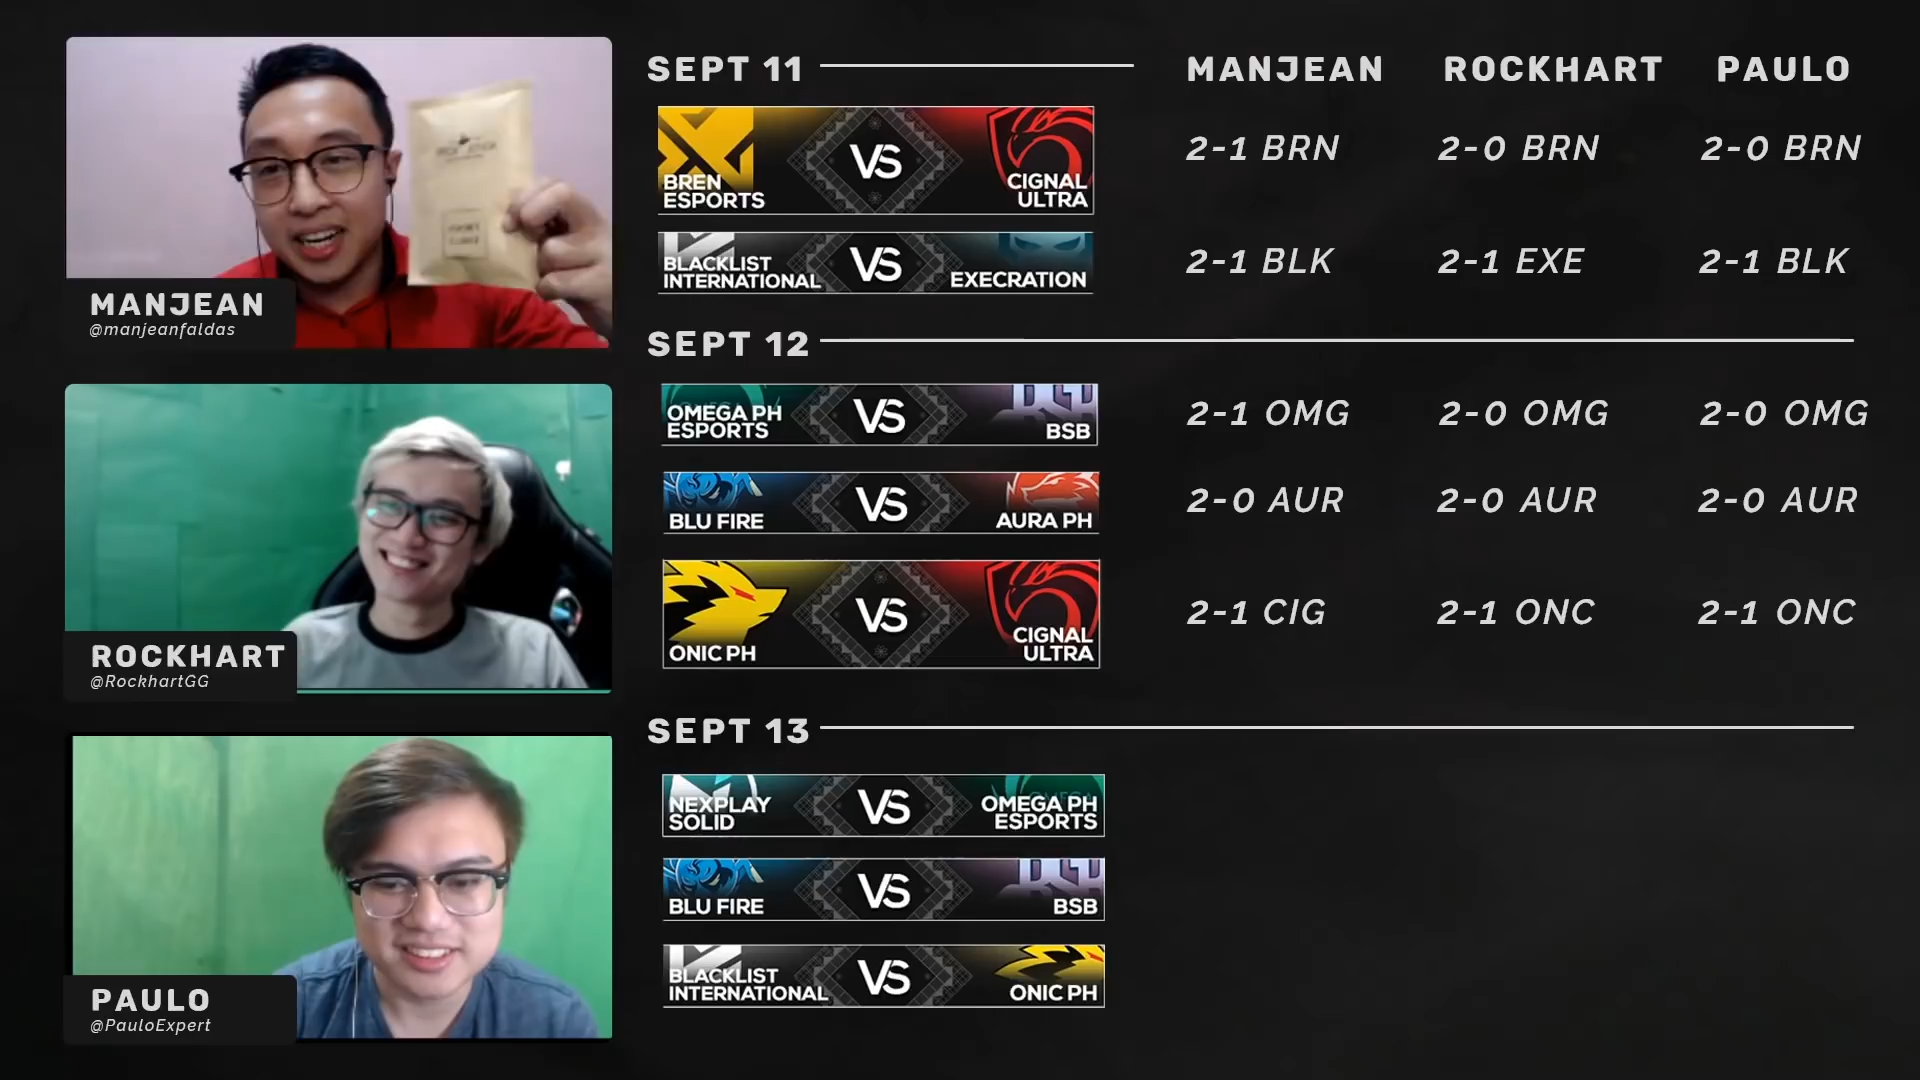 MANJEAN
@manjeanfaldas
ROCKHART
@RockhartGG
PAULO
@PauloExpert
SEPT 11
MANJEAN ROCKHART PAULO
BREN
ESPORTS
VS
CIGNAL
ULTRA
2-1 BRN 2-0 BRN 2-0 BRN
BLACKLIST
INTERNATIONAL
VS
EXECRATION
2-1 BLK 2-1 EXE 2-1 BLK
SEPT 12
OMEGA PH
ESPORTS
VS
BSB
2-1 OMG 2-0 OMG 2-0 OMG
BLU FIRE VS AURA PH
2-0 AUR 2-0 AUR 2-0 AUR
ONIC PH
VS
CIGNAL
ULTRA
2-1 CIG 2-1 ONC 2-1 ONC
SEPT 13
NEXPLAY
SOLID
VS
OMEGA PH
ESPORTS
BLU FIRE VS BSB
BLACKLIST
INTERNATIONAL
VS
ONIC PH